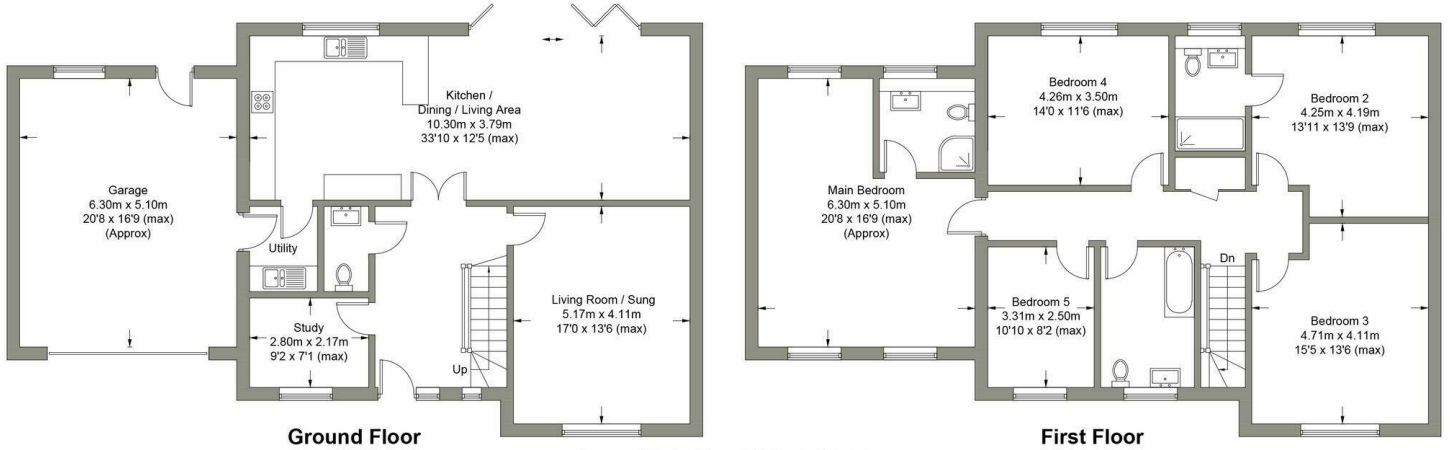 Kitchen /
Dining / Living Area
10.30m x 3.79m
33'10 x 12'5 (max)
Garage
6.30m x 5.10m
20'8 x 16'9 (max)
(Approx)
Utility
Study
2.80m x 2.17m
9'2 x 7'1 (max)
Up
Living Room / Sung
5.17m x 4.11m
17'0 x 13'6 (max)
Ground Floor
Bedroom 4
4.26m x 3.50m
14'0 x 11'6 (max)
Bedroom 2
4.25m x 4.19m
13'11 x 13'9 (max)
Main Bedroom
6.30m x 5.10m
20'8 x 16'9 (max)
(Approx)
Bedroom 5
3.31m x 2.50m
10'10 x 8'2 (max)
Dn
Bedroom 3
4.71m x 4.11m
15'5 x 13'6 (max)
First Floor